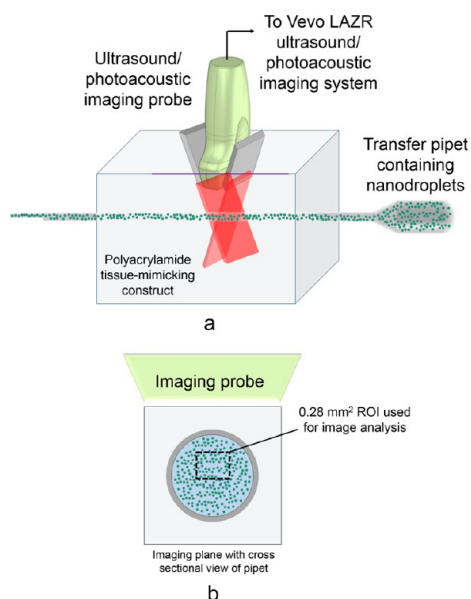 To Vevo LAZR
ultrasound/
photoacoustic
imaging system
Ultrasound/
photoacoustic
imaging probe
Transfer pipet
containing
nanodroplets
Polyacrylamide
tissue-mimicking
construct
a
Imaging probe
0.28 mm² ROI used
for image analysis
Imaging plane with cross
sectional view of pipet
b